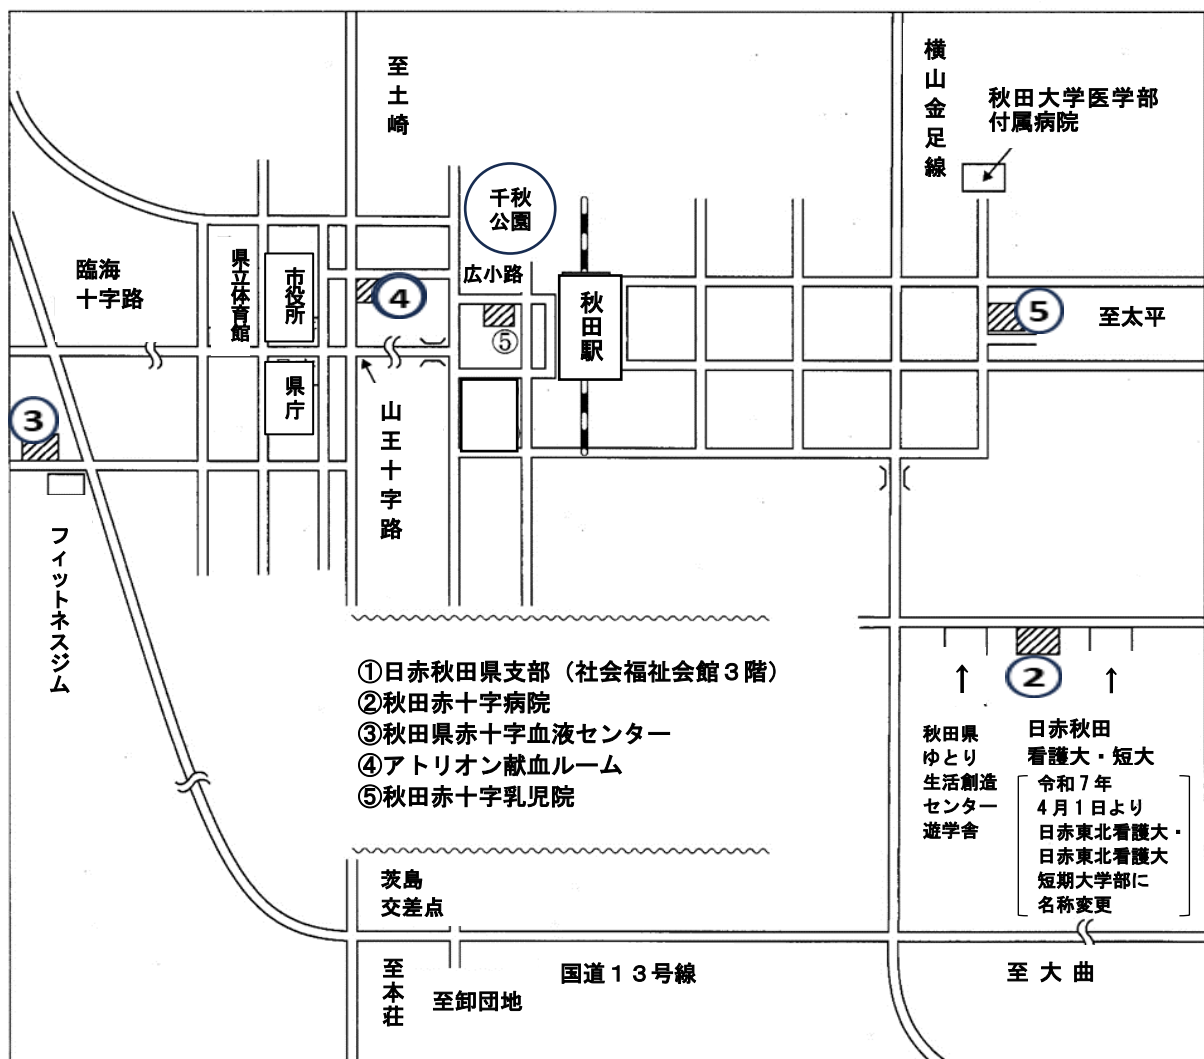 至土崎
横山金足線
秋田大学医学部
付属病院
千秋
公園
臨海
十字路
県立体育館
市役所
広小路
秋田駅
④
⑤
⑤
至太平
県庁
③
山王十字路
フィットネスジム
①日赤秋田県支部（社会福祉会館３階）
②秋田赤十字病院
③秋田県赤十字血液センター
④アトリオン献血ルーム
⑤秋田赤十字乳児院
②
↑
↑
秋田県
ゆとり
生活創造
センター
遊学舎
日赤秋田
看護大・短大
令和７年
４月１日より
日赤東北看護大・
日赤東北看護大
短期大学部に
名称変更
茨島
交差点
至本荘
至卸団地
国道１３号線
至大曲